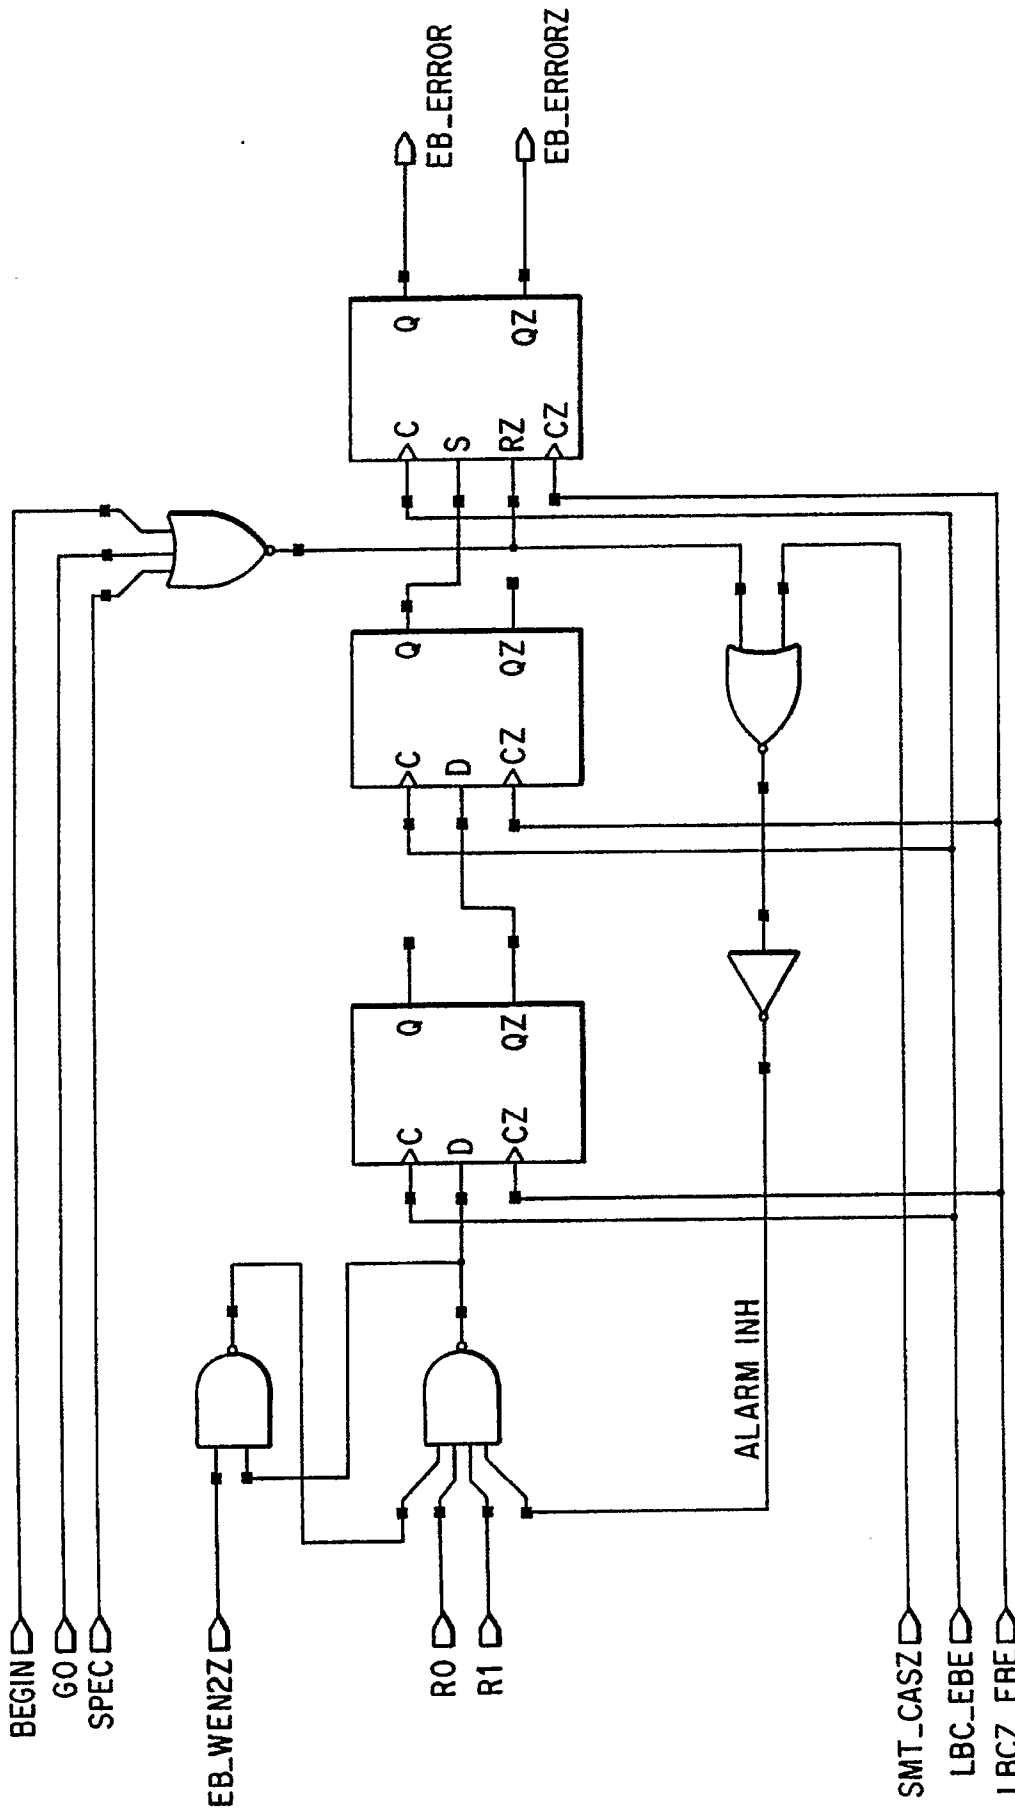 BEGIN
GO
SPEC
EB_WEN2Z
R0
R1
SMT_CASZ
LBC_EBE
LBCZ_EBE
ALARM INH
C
D
CZ
Q
QZ
C
D
CZ
Q
QZ
C
S
RZ
CZ
Q
QZ
EB_ERROR
EB_ERRORZ